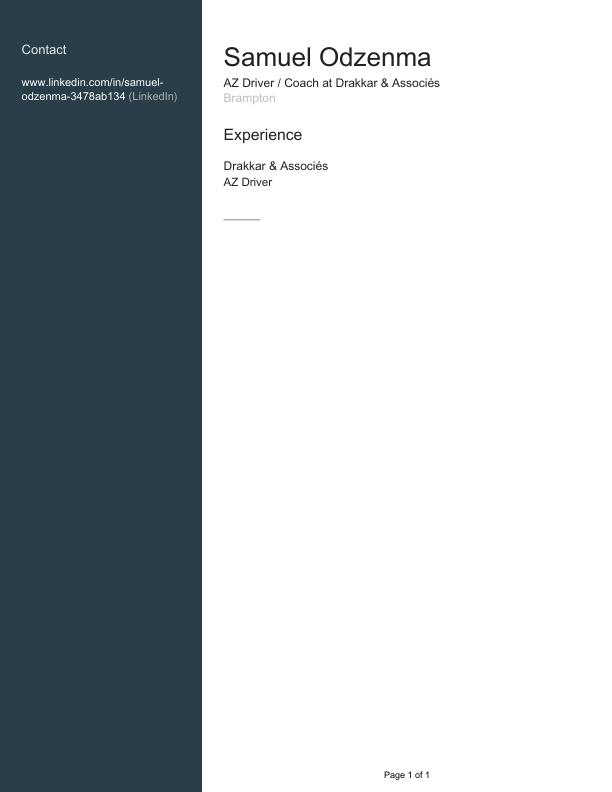 Contact
www.linkedin.com/in/samuel-
odzenma-3478ab134 (LinkedIn)
Samuel Odzenma
AZ Driver / Coach at Drakkar & Associés
Brampton
Experience
Drakkar & Associés
AZ Driver
Page 1 of 1